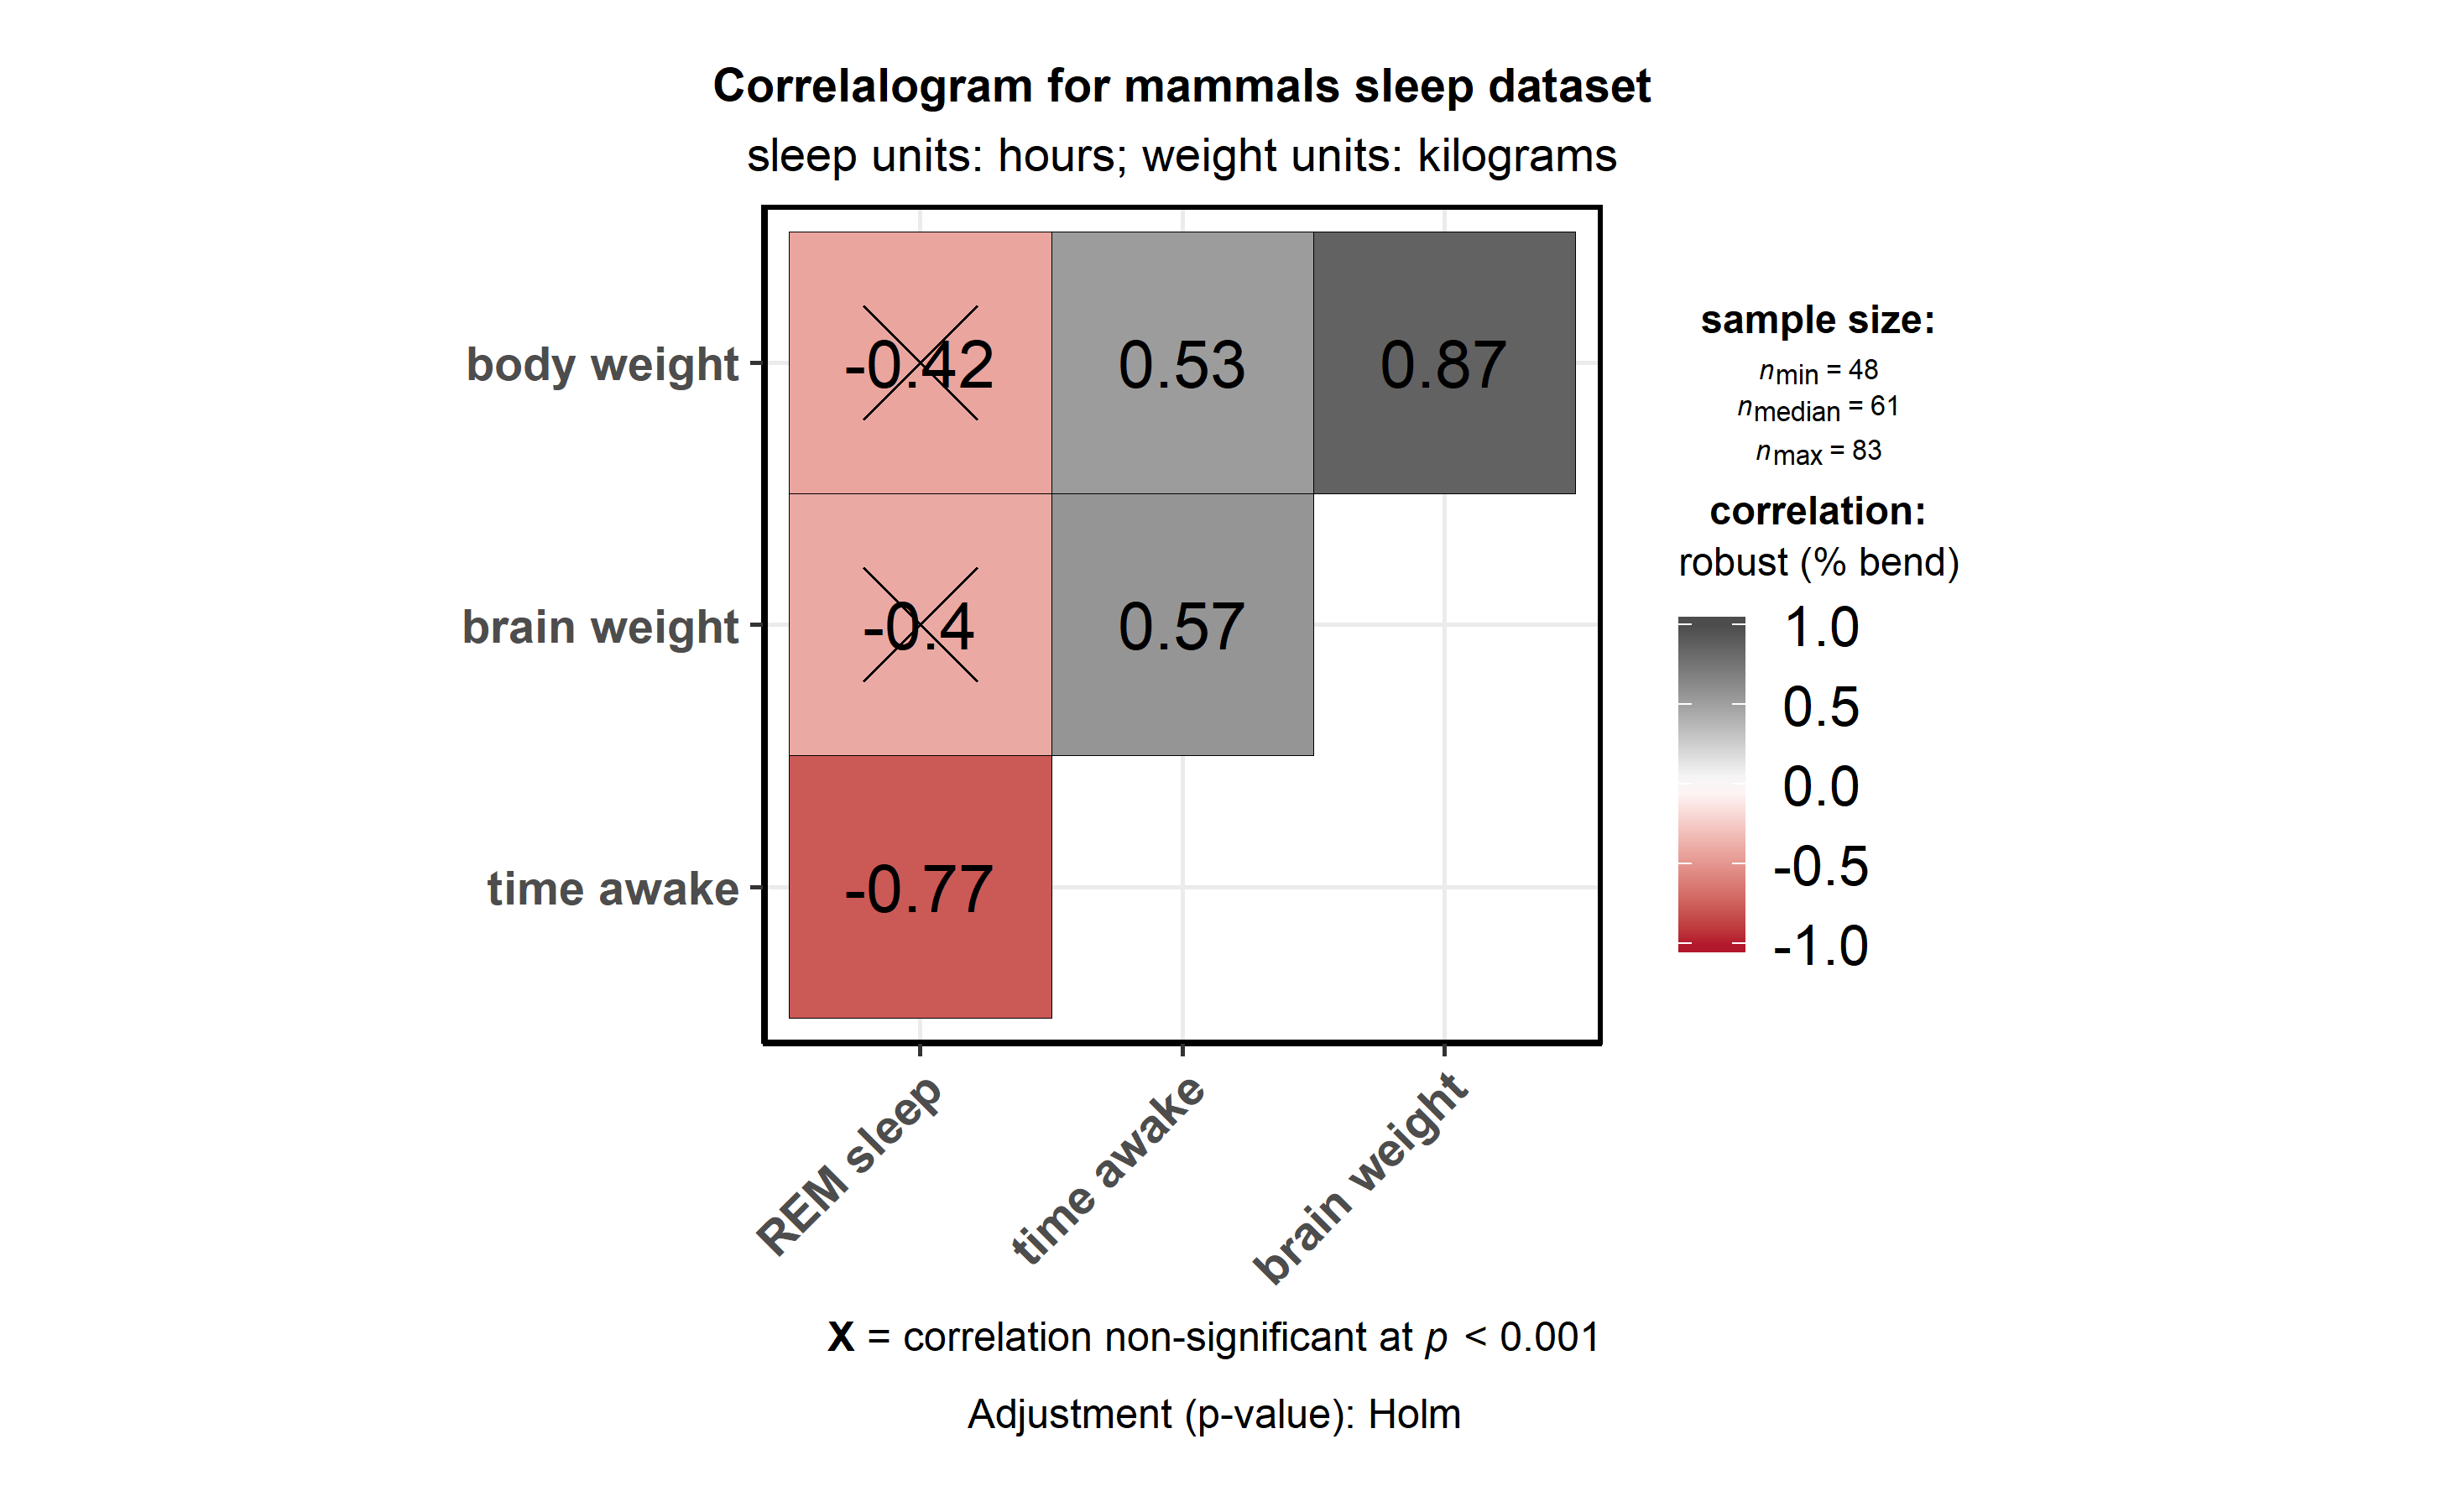 Correlalogram for mammals sleep dataset
sleep units: hours; weight units: kilograms
body weight
-0.42
0.53
0.87
brain weight
-0.4
0.57
time awake
-0.77
REM sleep
time awake
brain weight
sample size:
nmin = 48
nmedian = 61
nmax = 83
correlation:
robust (% bend)
1.0
0.5
0.0
-0.5
-1.0
X = correlation non-significant at p < 0.001
Adjustment (p-value): Holm